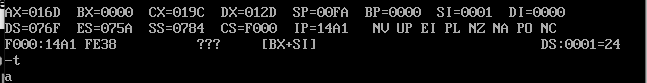 AX=016D BX=0000 CX=019C DX=012D SP=00FA BP=0000 SI=0001 DI=0000
DS=076F ES=075A SS=0784 CS=F000 IP=14A1 NV UP EI PL NZ NA PO NC
F000:14A1 FE38 ??? [BX+SI] DS:0001=24
-t
a